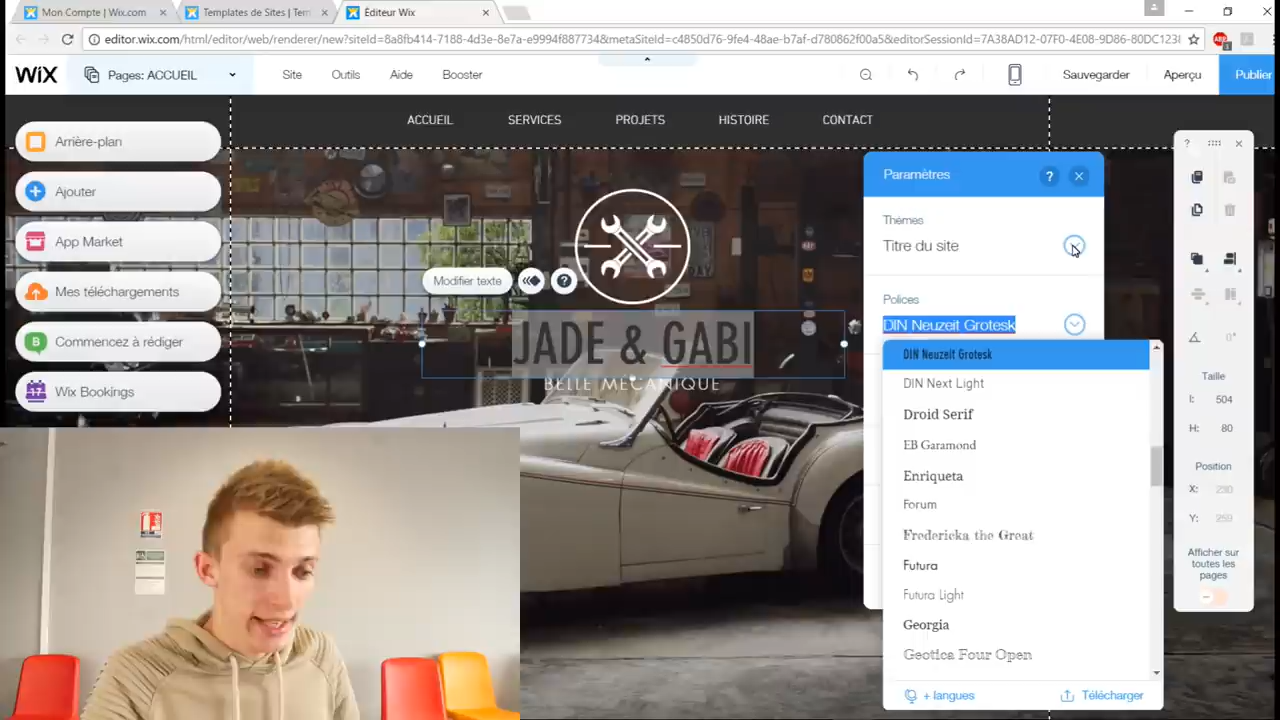 Mon Compte | Wix.com
Templates de Sites | Tem
Éditeur Wix
editor.wix.com/html/editor/web/renderer/new?siteId=8a8fb414-7188-4d3e-8e7a-e9994f887734&metaSiteId=c4850d76-9fe4-48ae-b7af-d780862f00a5&editorSessionId=7A38AD12-07F0-4E08-9D86-80DC123
WiX
Pages: ACCUEIL
Site
Outils
Aide
Booster
Sauvegarder
Aperçu
Publier
ACCUEIL
SERVICES
PROJETS
HISTOIRE
CONTACT
Arrière-plan
Ajouter
App Market
Mes téléchargements
Commencez à rédiger
Wix Bookings
Modifier texte
?
JADE & GABI
BELLE MÉCANIQUE
Paramètres
?
Thèmes
Titre du site
Polices
DIN Neuzeit Grotesk
DIN Neuzeit Grotesk
DIN Next Light
Droid Serif
EB Garamond
Enriqueta
Forum
Fredericka the Great
Futura
Futura Light
Georgia
Geotica Four Open
+ langues
Télécharger
?
0°
Taille
l: 504
H: 80
Position
X: 290
Y: 259
Afficher sur
toutes les
pages